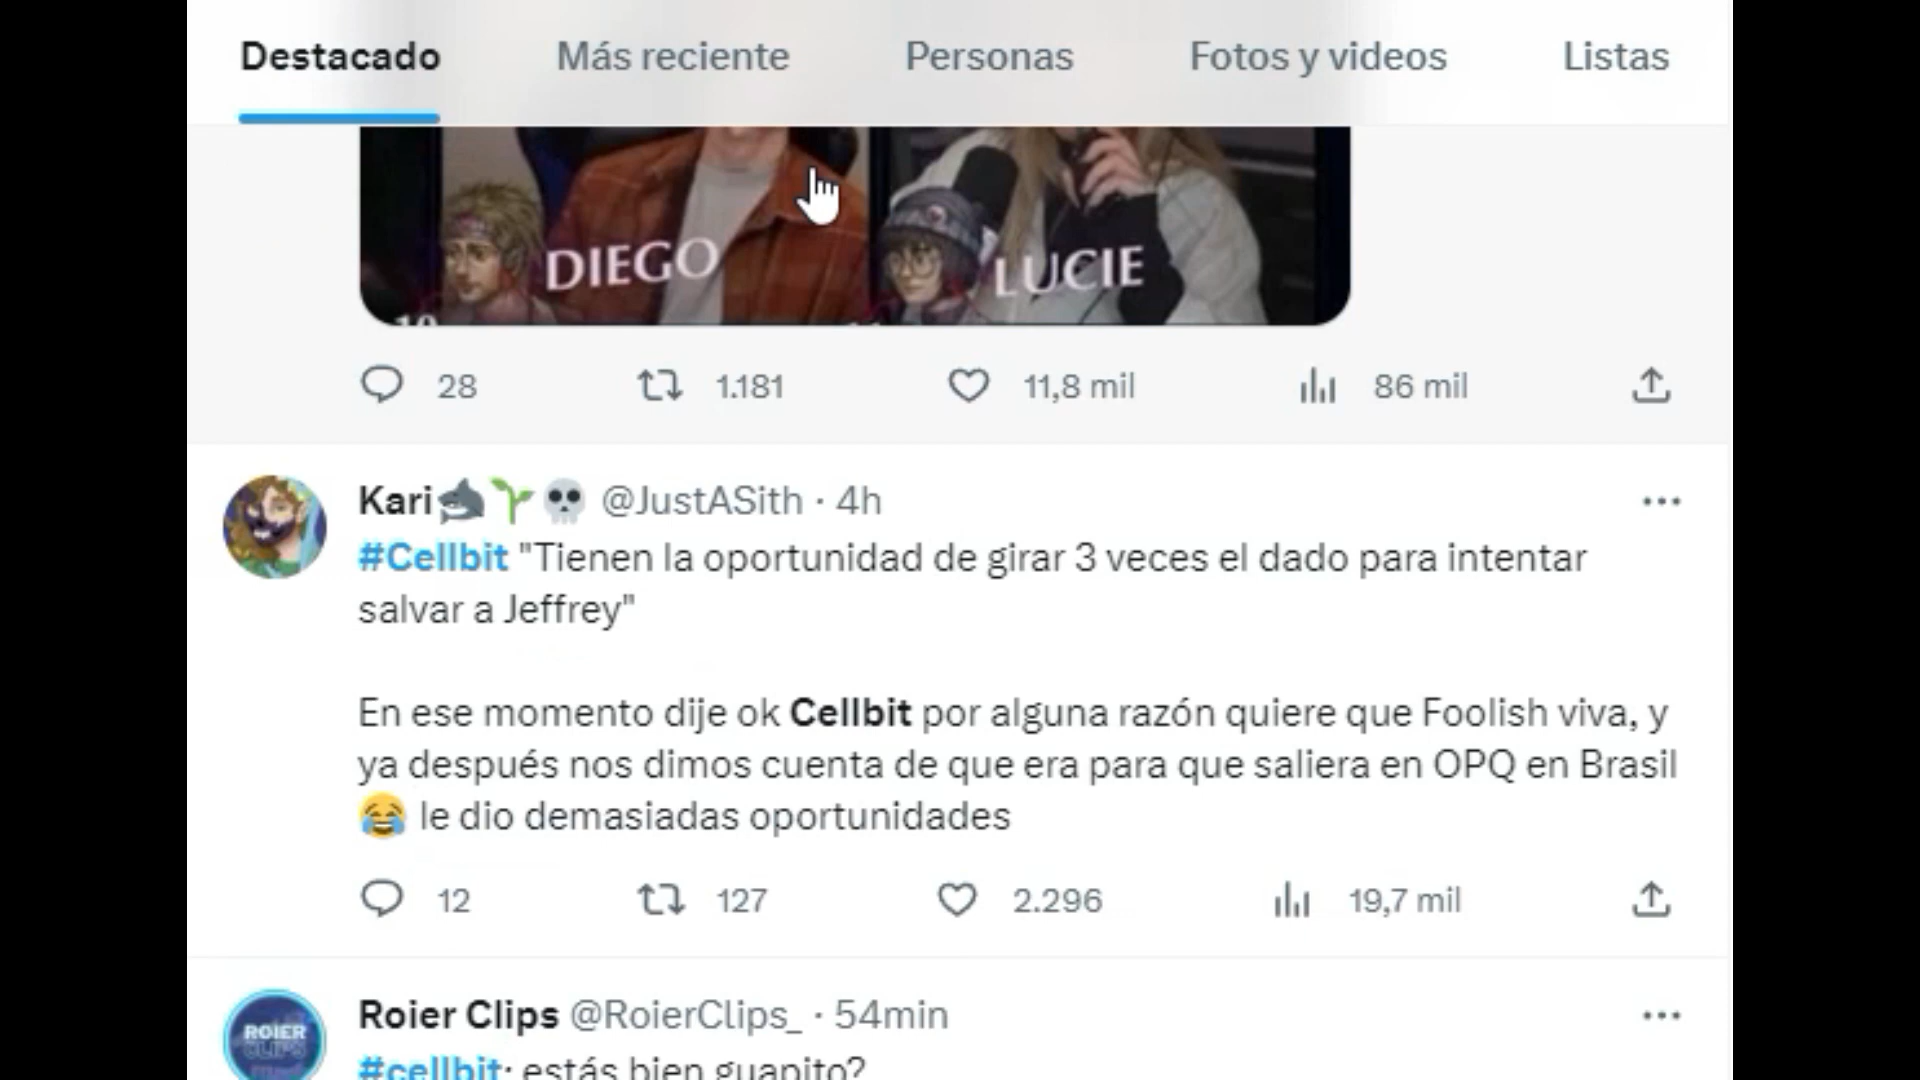 Destacado Más reciente Personas Fotos y videos Listas
DIEGO LUCIE
28 1.181 11,8 mil 86 mil
Kari🦈🌱💀 @JustASith · 4h
#Cellbit "Tienen la oportunidad de girar 3 veces el dado para intentar
salvar a Jeffrey"
En ese momento dije ok Cellbit por alguna razón quiere que Foolish viva, y
ya después nos dimos cuenta de que era para que saliera en OPQ en Brasil
😂 le dio demasiadas oportunidades
12 127 2.296 19,7 mil
Roier Clips @RoierClips_ · 54min
ROIER
CLIPS
#cellbit: estás bien guapito?